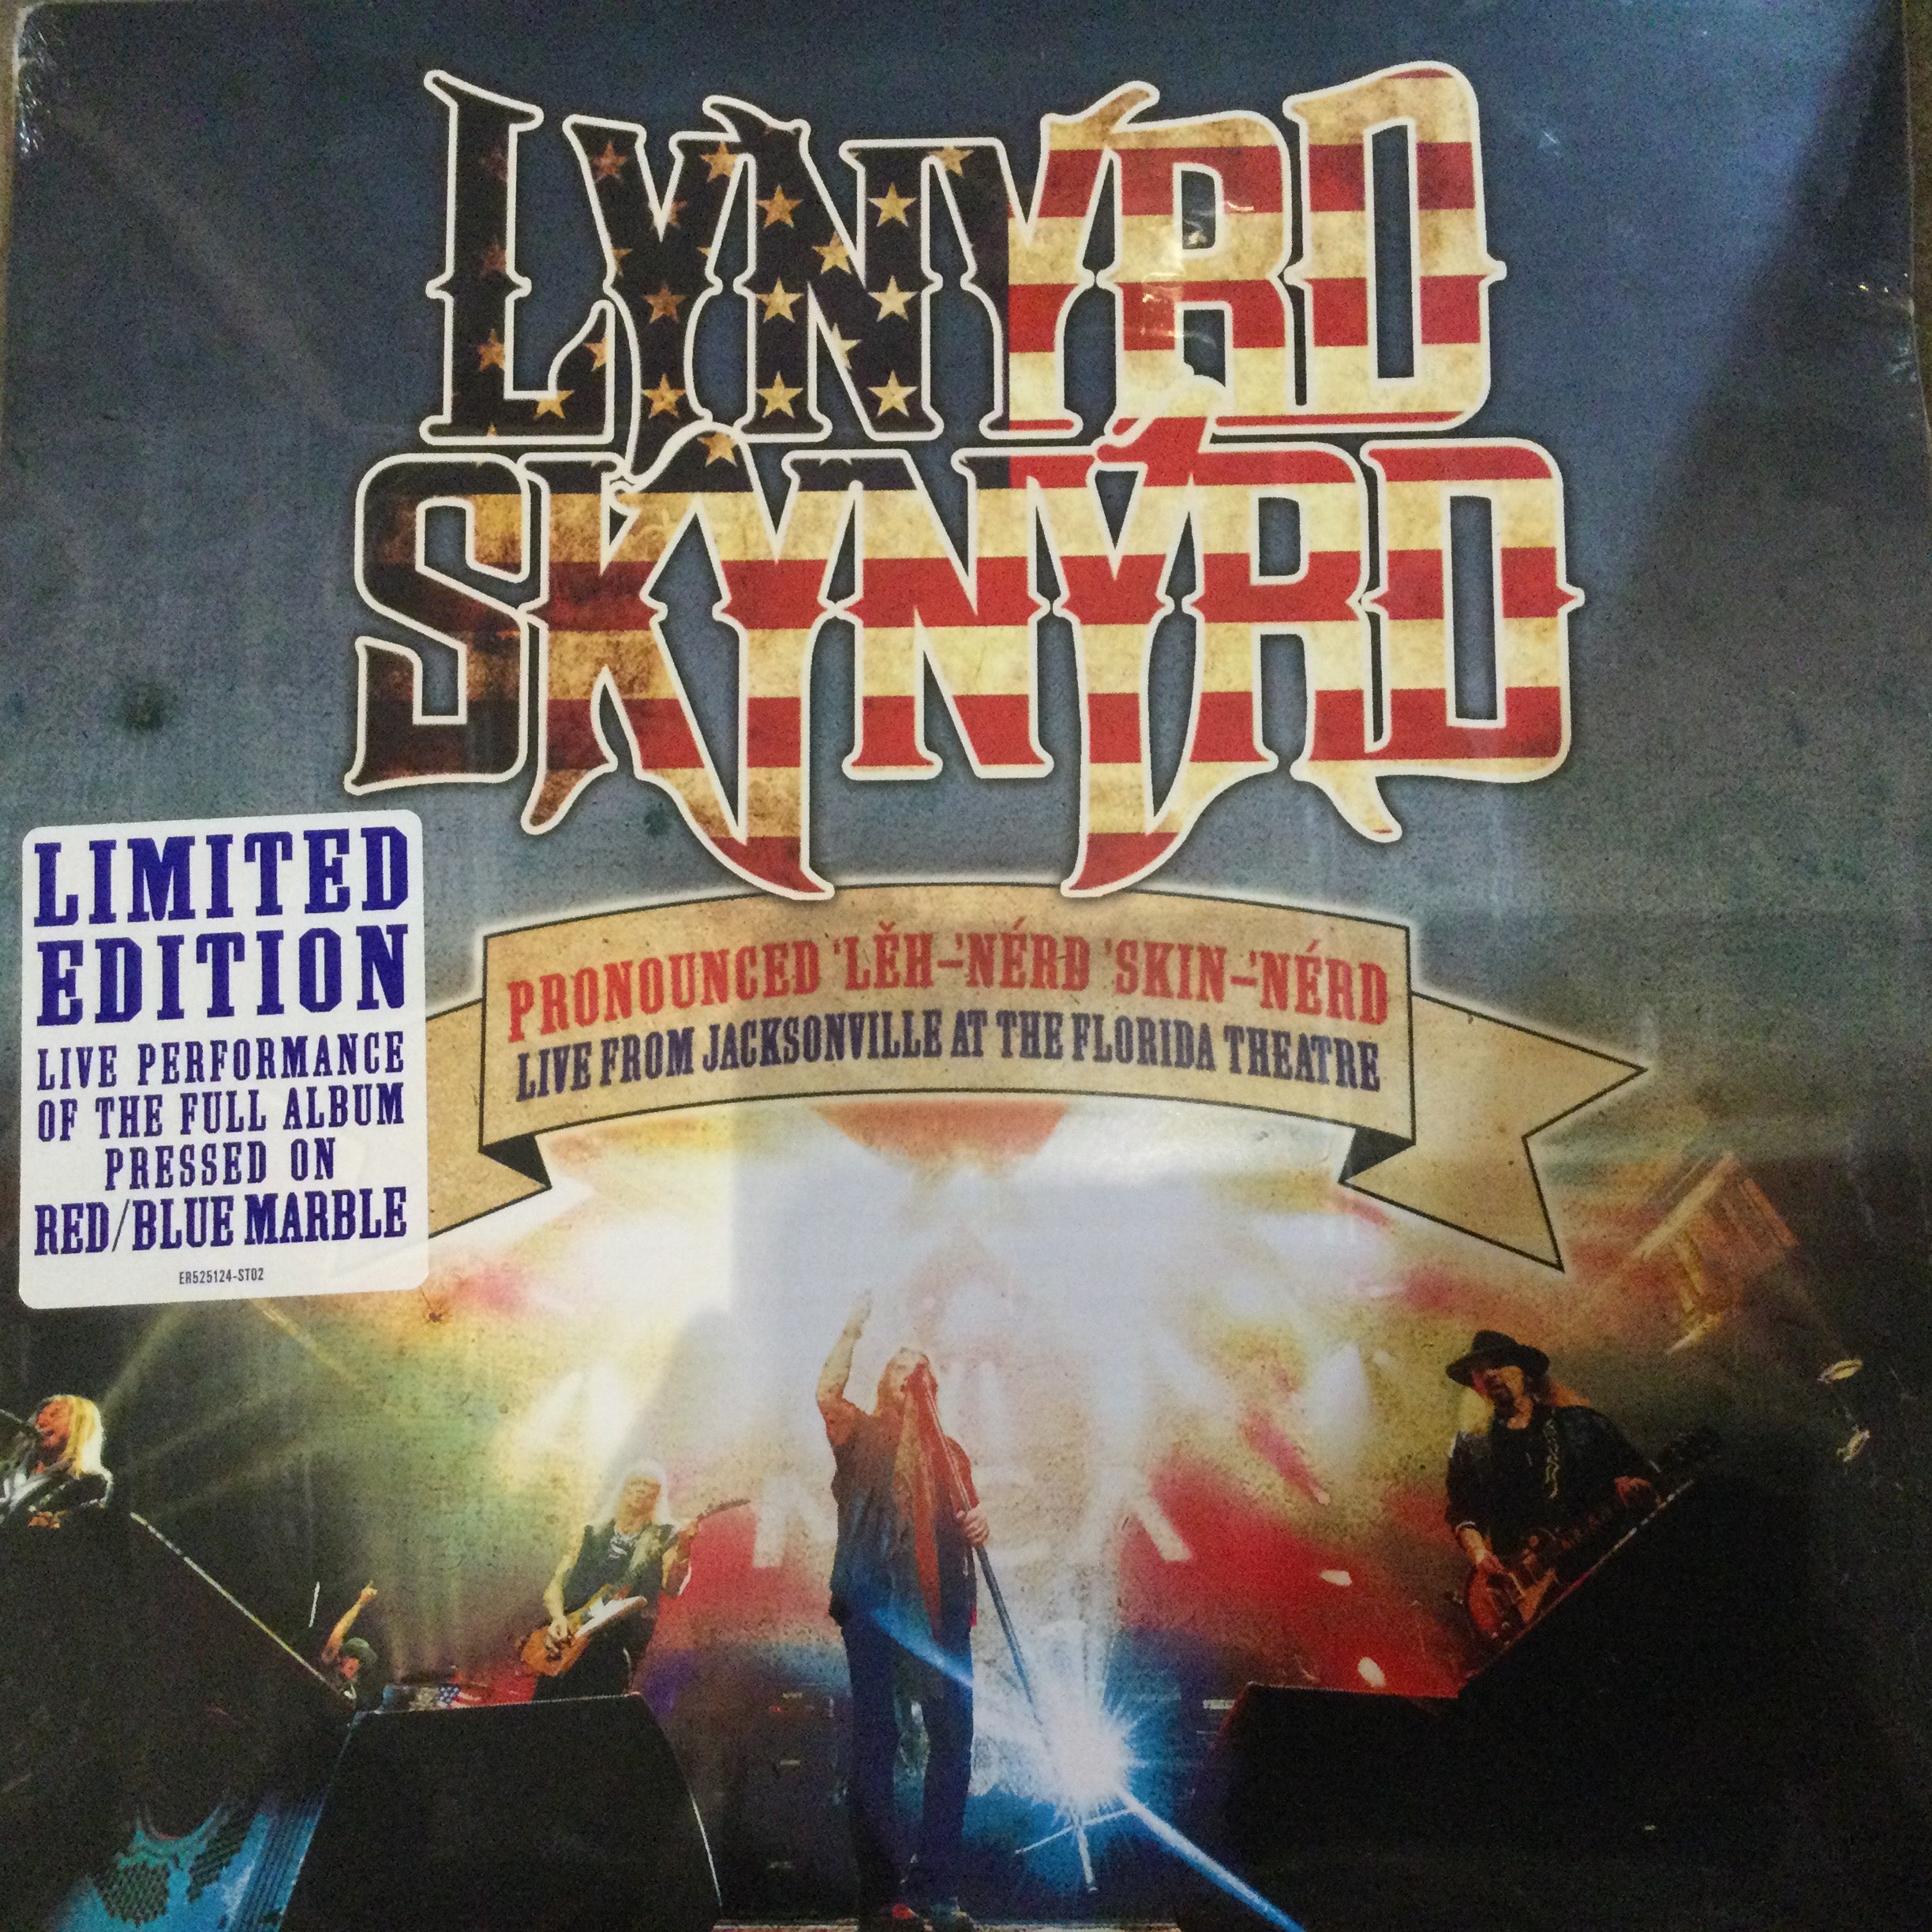 LYNYRD
SKYNYRD
PRONOUNCED 'LĔH-'NÉRD 'SKIN-'NÉRD
LIVE FROM JACKSONVILLE AT THE FLORIDA THEATRE
LIMITED
EDITION
LIVE PERFORMANCE
OF THE FULL ALBUM
PRESSED ON
RED/BLUE MARBLE
ER525124-ST02